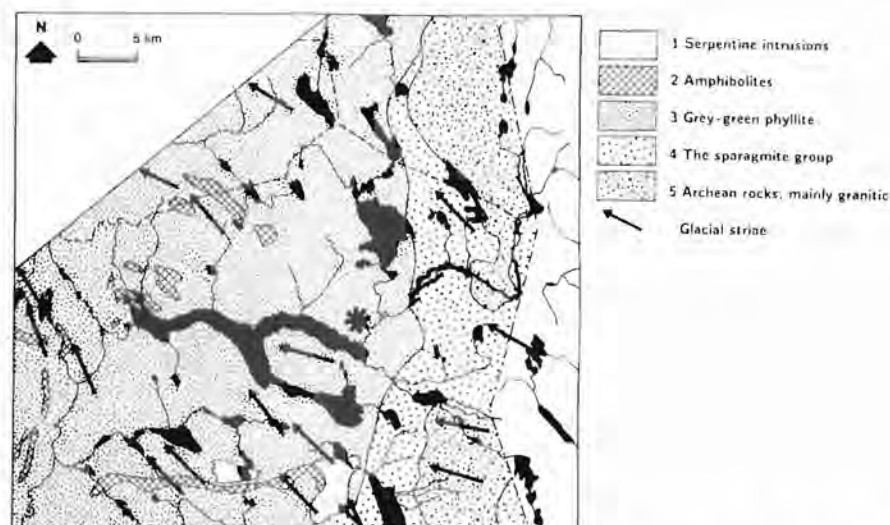 N
0 5 km
1 Serpentine intrusions
2 Amphibolites
3 Grey-green phyllite
4 The sparagmite group
5 Archean rocks, mainly granitic
Glacial striae